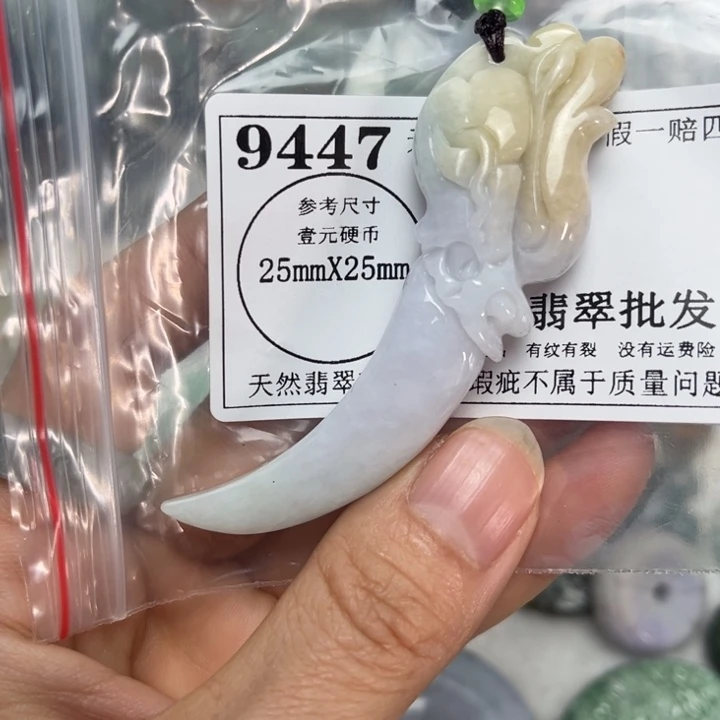 9447
假一赔四
参考尺寸
壹元硬币
25mmX25mm
翡翠批发
有纹有裂 没有运费险
天然翡翠 瑕疵不属于质量问题